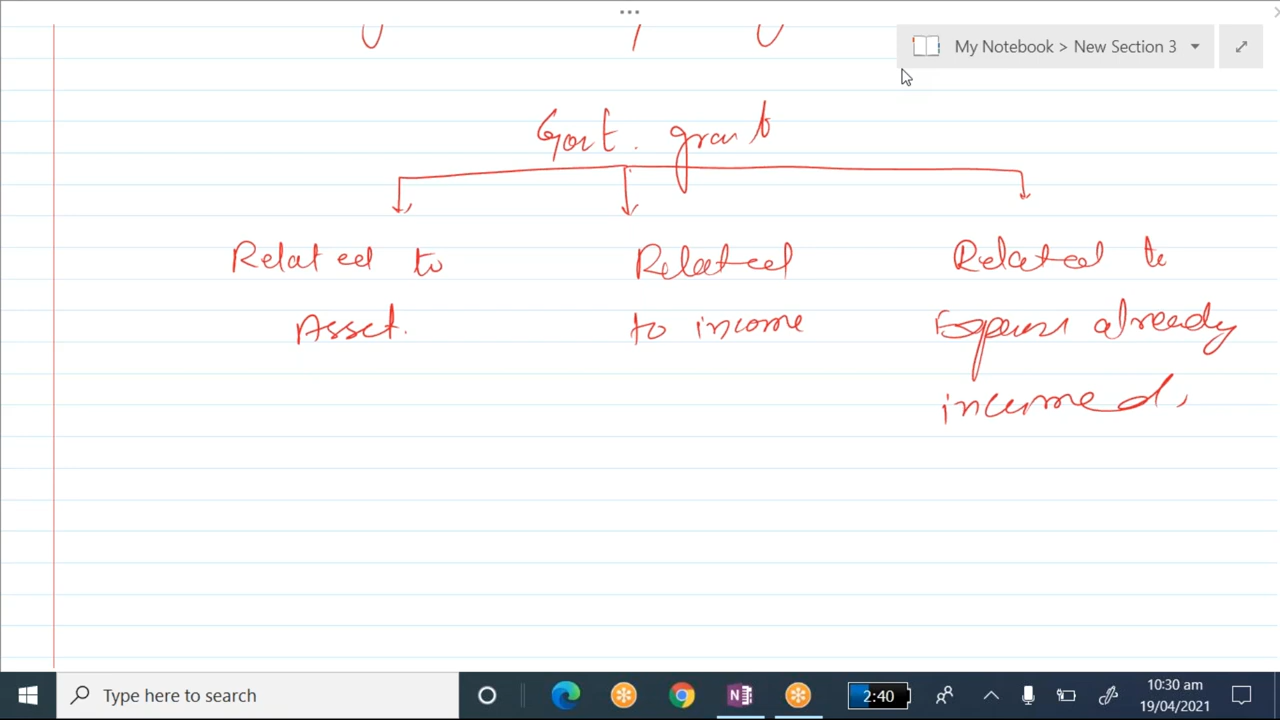 My Notebook > New Section 3
Govt. grant
Related to
Asset.
Related
to income
Related to
Expense already
incurred.
Type here to search
2:40
10:30 am
19/04/2021